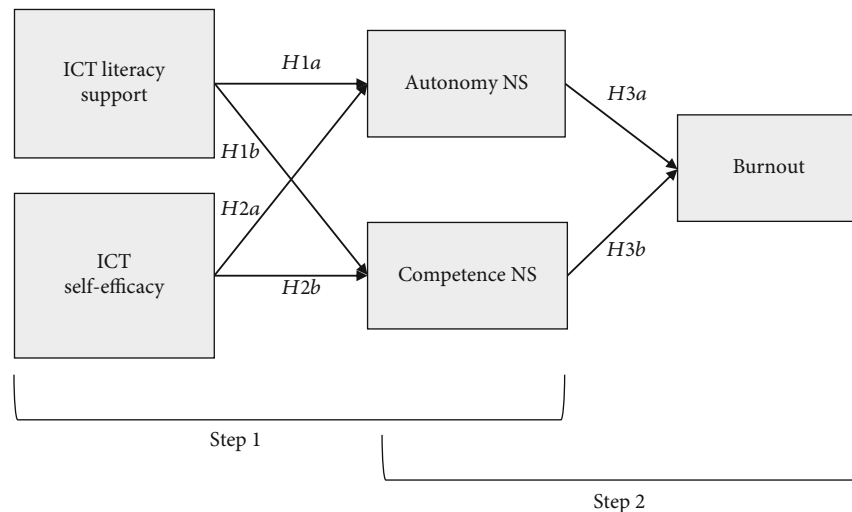 ICT literacy
support
H1a
Autonomy NS
H3a
Burnout
H1b
H2a
ICT
self-efficacy
H2b
Competence NS
H3b
Step 1
Step 2